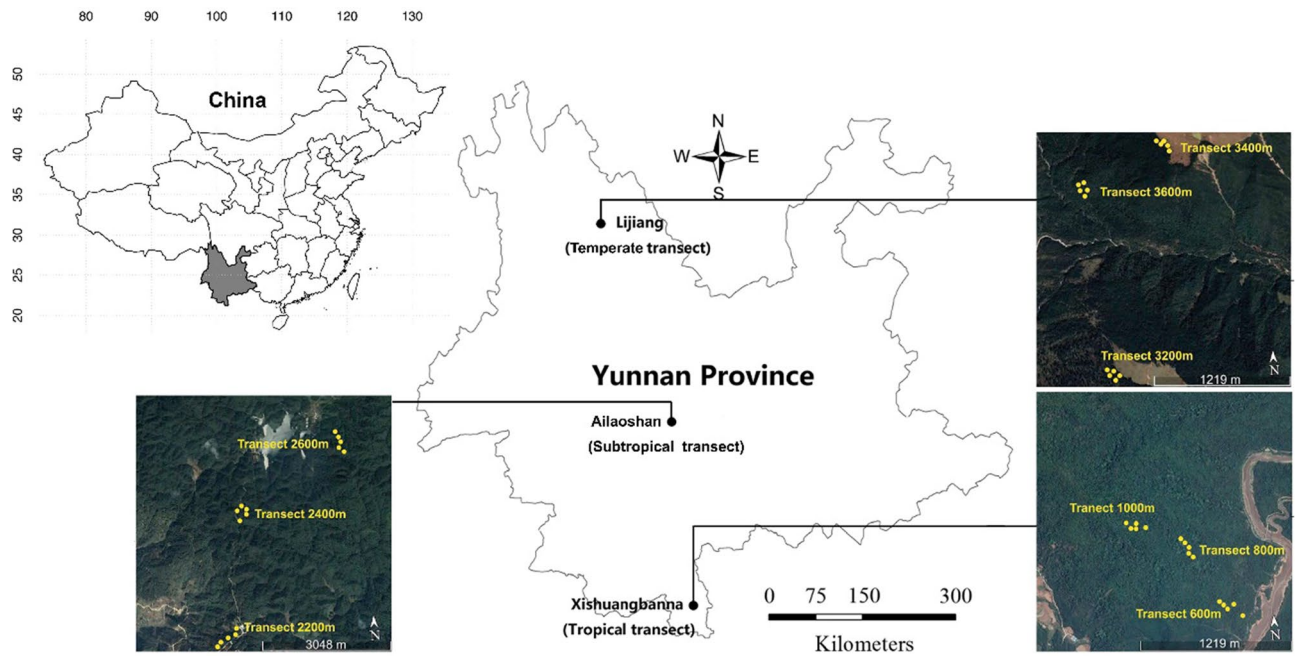 80 90 100 110 120 130
50
45
40
35
30
25
20
China
N
W E
S
Lijiang
(Temperate transect)
Yunnan Province
Ailaoshan
(Subtropical transect)
Xishuangbanna
(Tropical transect)
0 75 150 300
Kilometers
Transect 3400m
Transect 3600m
Transect 3200m
N
1219 m
Transect 2600m
Transect 2400m
Transect 2200m
N
3048 m
Tranect 1000m
Transect 800m
Transect 600m
N
1219 m